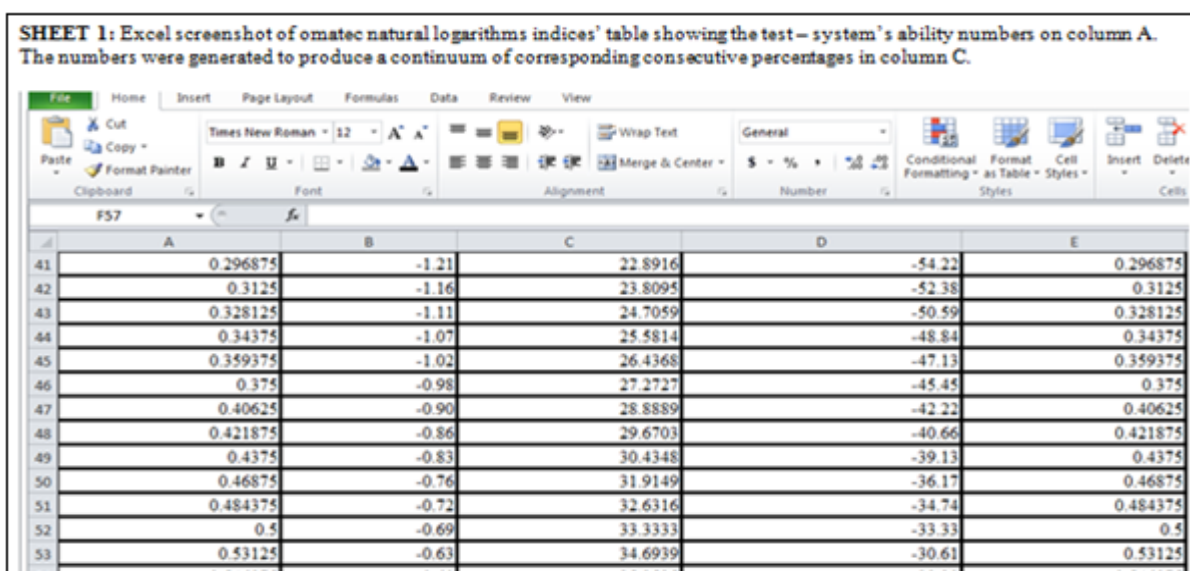 SHEET 1: Excel screenshot of omatec natural logarithms indices' table showing the test – system's ability numbers on column A.
The numbers were generated to produce a continuum of corresponding consecutive percentages in column C.
File Home Insert Page Layout Formulas Data Review View
Cut Times New Roman 12 A A Wrap Text General
Copy
Paste Format Painter B I U A Merge & Center $ % , Conditional Formatting Format as Table Cell Styles Insert Delete
Clipboard Font Alignment Number Styles Cells
F57 fx
A B C D E
41 0.296875 -1.21 22.8916 -54.22 0.296875
42 0.3125 -1.16 23.8095 -52.38 0.3125
43 0.328125 -1.11 24.7059 -50.59 0.328125
44 0.34375 -1.07 25.5814 -48.84 0.34375
45 0.359375 -1.02 26.4368 -47.13 0.359375
46 0.375 -0.98 27.2727 -45.45 0.375
47 0.40625 -0.90 28.8889 -42.22 0.40625
48 0.421875 -0.86 29.6703 -40.66 0.421875
49 0.4375 -0.83 30.4348 -39.13 0.4375
50 0.46875 -0.76 31.9149 -36.17 0.46875
51 0.484375 -0.72 32.6316 -34.74 0.484375
52 0.5 -0.69 33.3333 -33.33 0.5
53 0.53125 -0.63 34.6939 -30.61 0.53125